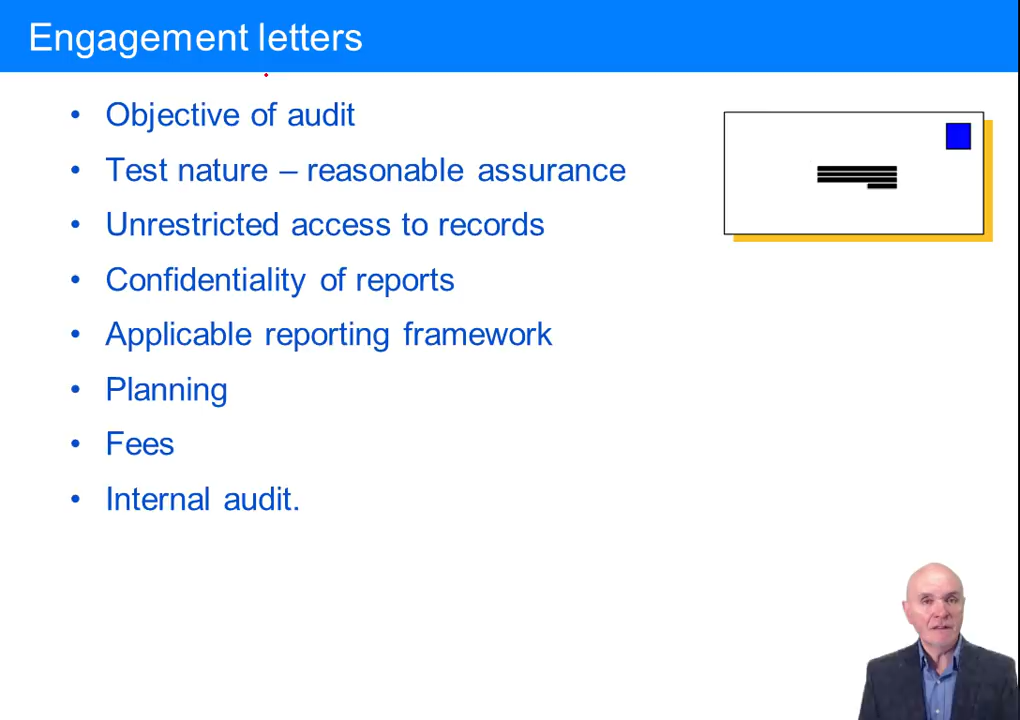 Engagement letters
• Objective of audit
• Test nature – reasonable assurance
• Unrestricted access to records
• Confidentiality of reports
• Applicable reporting framework
• Planning
• Fees
• Internal audit.